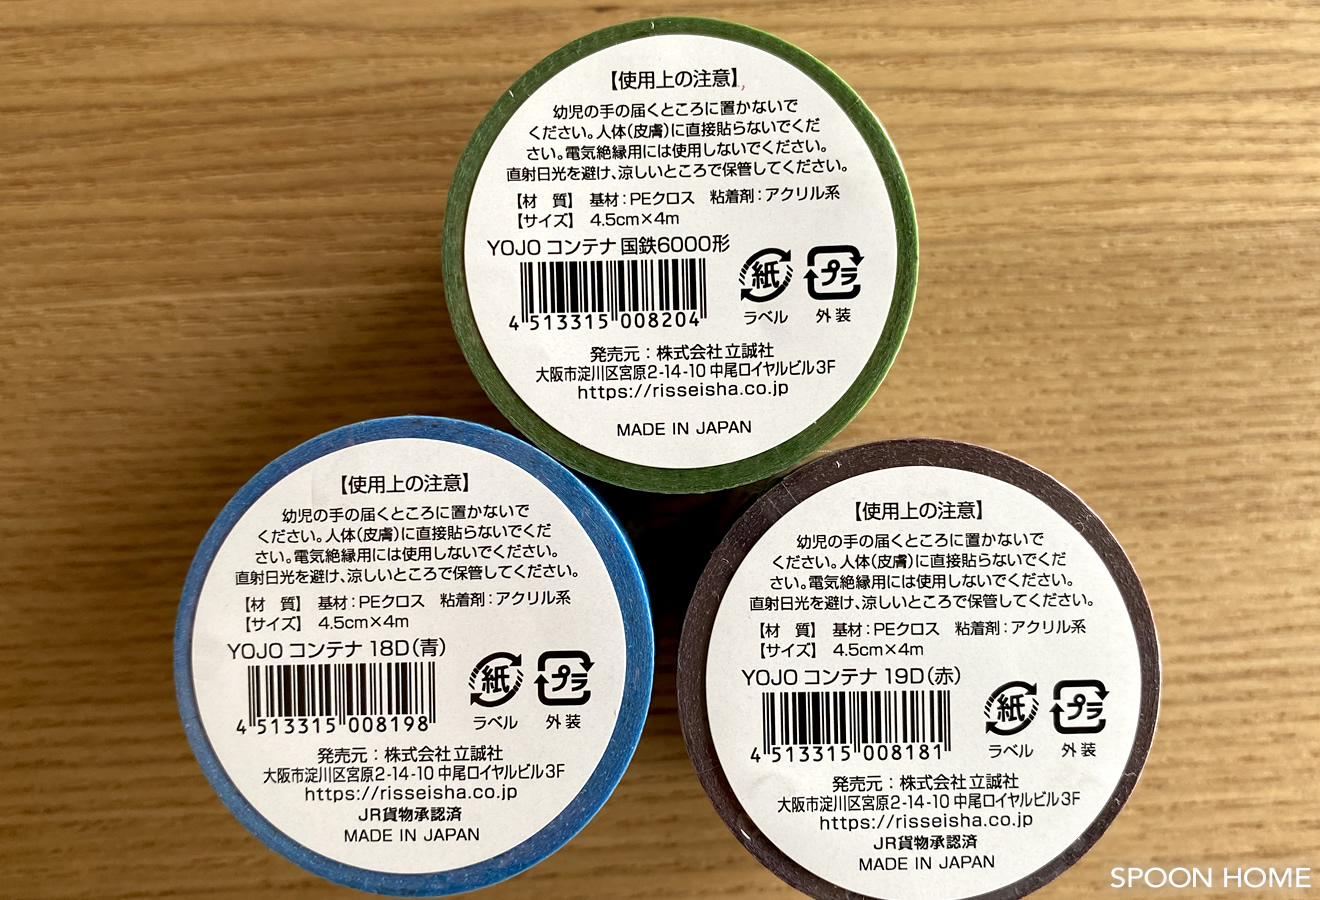 【使用上の注意】
幼児の手の届くところに置かないで
ください。人体(皮膚)に直接貼らないでくだ
さい。電気絶縁用には使用しないでください。
直射日光を避け、涼しいところで保管してください。
【材　質】　基材：PEクロス　粘着剤：アクリル系
【サイズ】　4.5cm×4m
YOJO コンテナ 国鉄6000形
4 513315 008204
紙
ラベル
プラ
外装
発売元：株式会社立誠社
大阪市淀川区宮原2-14-10 中尾ロイヤルビル3F
https://risseisha.co.jp
MADE IN JAPAN
【使用上の注意】
幼児の手の届くところに置かないで
ください。人体(皮膚)に直接貼らないでくだ
さい。電気絶縁用には使用しないでください。
直射日光を避け、涼しいところで保管してください。
【材　質】　基材：PEクロス　粘着剤：アクリル系
【サイズ】　4.5cm×4m
YOJO コンテナ 18D(青)
4 513315 008198
紙
ラベル
プラ
外装
発売元：株式会社立誠社
大阪市淀川区宮原2-14-10 中尾ロイヤルビル3F
https://risseisha.co.jp
JR貨物承認済
MADE IN JAPAN
【使用上の注意】
幼児の手の届くところに置かないで
ください。人体(皮膚)に直接貼らないでくだ
さい。電気絶縁用には使用しないでください。
直射日光を避け、涼しいところで保管してください。
【材　質】　基材：PEクロス　粘着剤：アクリル系
【サイズ】　4.5cm×4m
YOJO コンテナ 19D(赤)
4 513315 008181
紙
ラベル
プラ
外装
発売元：株式会社立誠社
大阪市淀川区宮原2-14-10 中尾ロイヤルビル3F
https://risseisha.co.jp
JR貨物承認済
MADE IN JAPAN
SPOON HOME